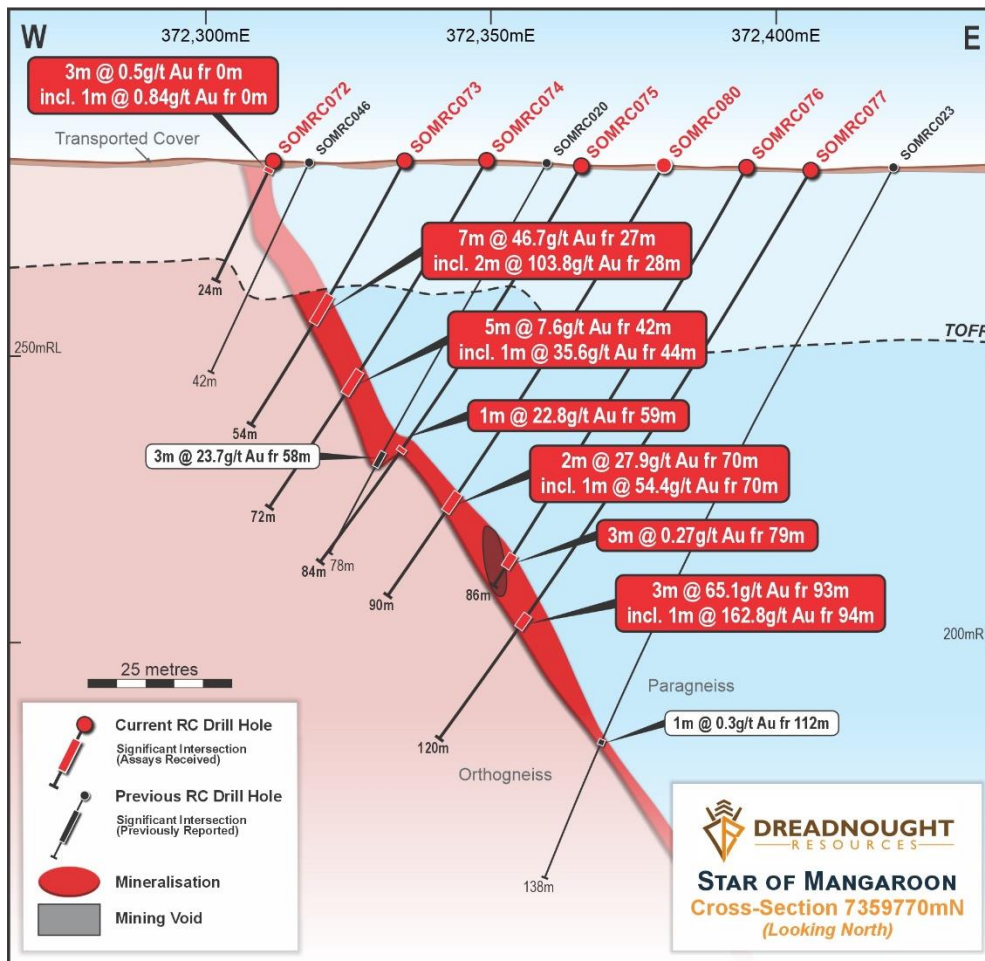 W
372,300mE
372,350mE
372,400mE
E
3m @ 0.5g/t Au fr 0m
incl. 1m @ 0.84g/t Au fr 0m
Transported Cover
SOMRC072
SOMRC046
SOMRC073
SOMRC074
SOMRC020
SOMRC075
SOMRC080
SOMRC076
SOMRC077
SOMRC023
7m @ 46.7g/t Au fr 27m
incl. 2m @ 103.8g/t Au fr 28m
24m
5m @ 7.6g/t Au fr 42m
incl. 1m @ 35.6g/t Au fr 44m
TOFR
250mRL
42m
1m @ 22.8g/t Au fr 59m
54m
3m @ 23.7g/t Au fr 58m
2m @ 27.9g/t Au fr 70m
incl. 1m @ 54.4g/t Au fr 70m
72m
3m @ 0.27g/t Au fr 79m
84m
78m
90m
86m
3m @ 65.1g/t Au fr 93m
incl. 1m @ 162.8g/t Au fr 94m
200mR
25 metres
Paragneiss
1m @ 0.3g/t Au fr 112m
120m
Orthogneiss
138m
Current RC Drill Hole
Significant Intersection
(Assays Received)
Previous RC Drill Hole
Significant Intersection
(Previously Reported)
Mineralisation
Mining Void
DREADNOUGHT
RESOURCES
STAR OF MANGAROON
Cross-Section 7359770mN
(Looking North)